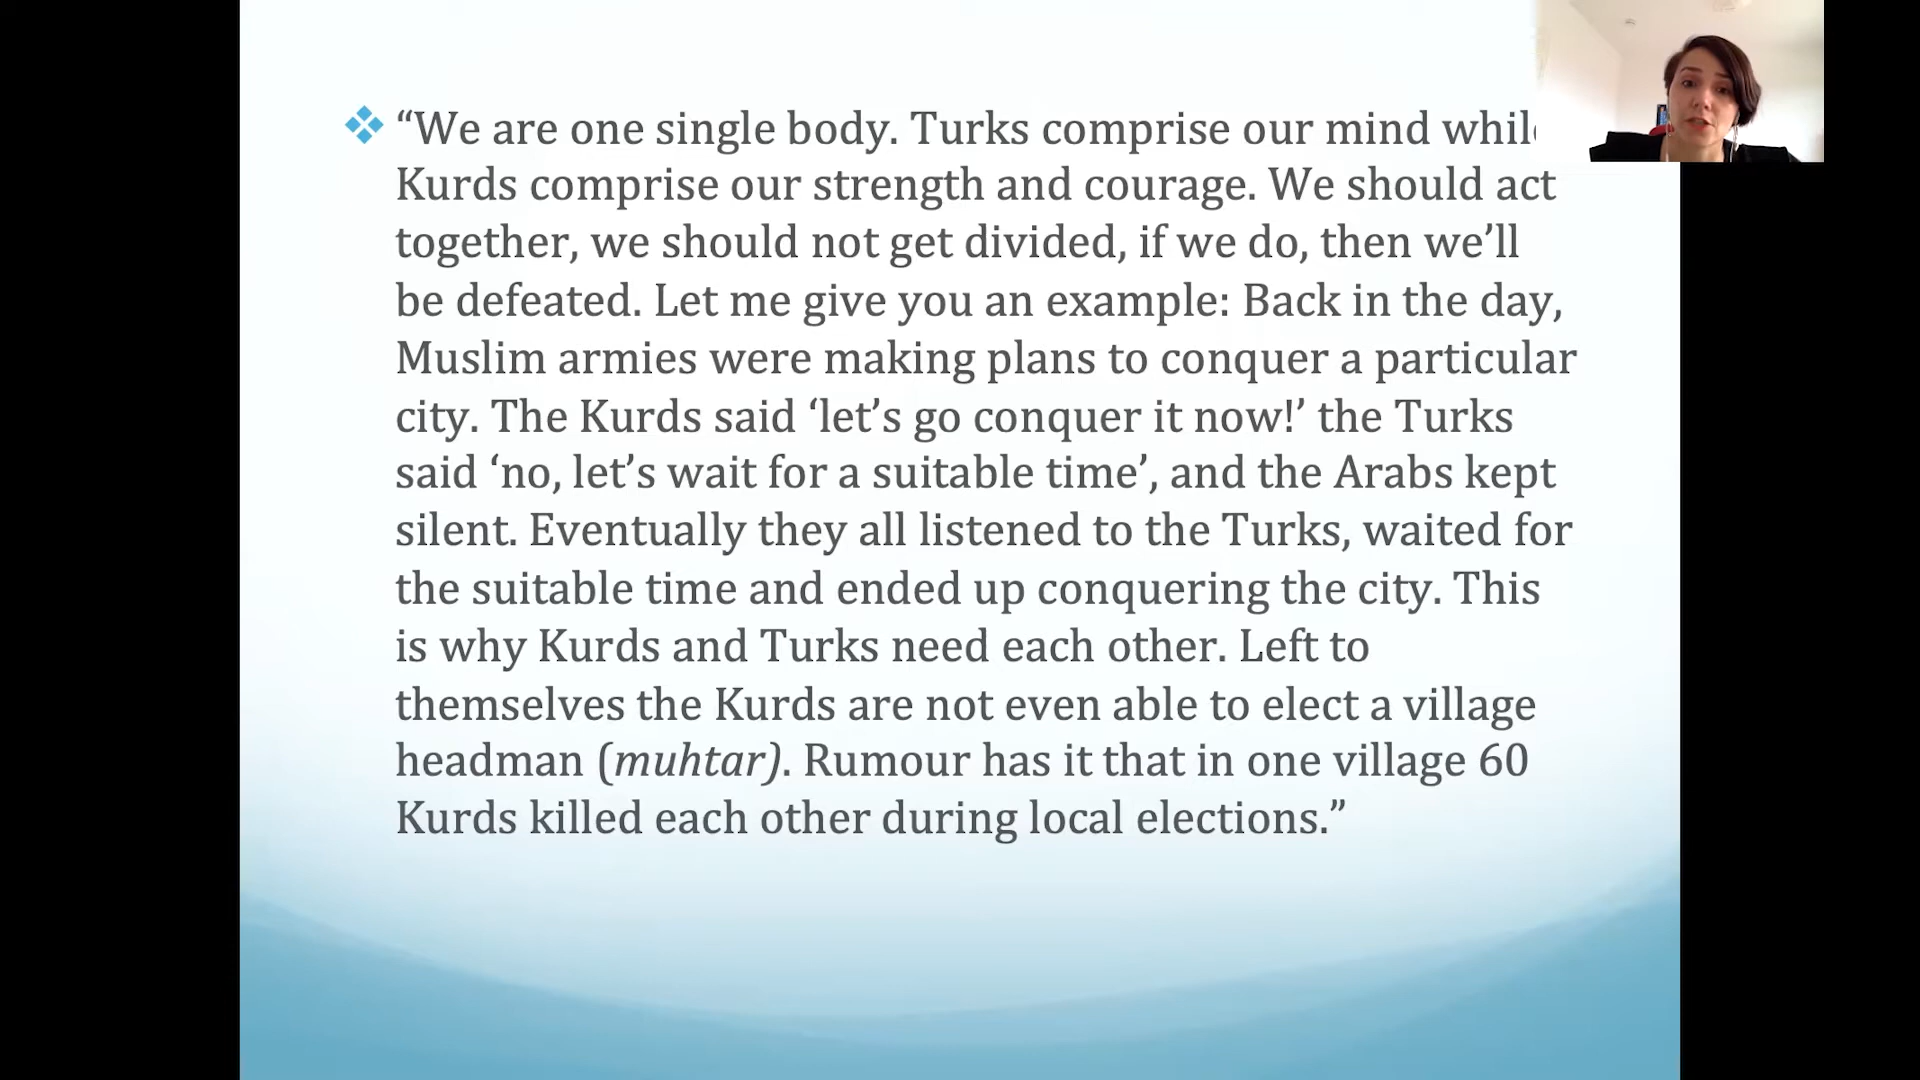 “We are one single body. Turks comprise our mind whil
Kurds comprise our strength and courage. We should act
together, we should not get divided, if we do, then we’ll
be defeated. Let me give you an example: Back in the day,
Muslim armies were making plans to conquer a particular
city. The Kurds said ‘let’s go conquer it now!’ the Turks
said ‘no, let’s wait for a suitable time’, and the Arabs kept
silent. Eventually they all listened to the Turks, waited for
the suitable time and ended up conquering the city. This
is why Kurds and Turks need each other. Left to
themselves the Kurds are not even able to elect a village
headman (muhtar). Rumour has it that in one village 60
Kurds killed each other during local elections.”